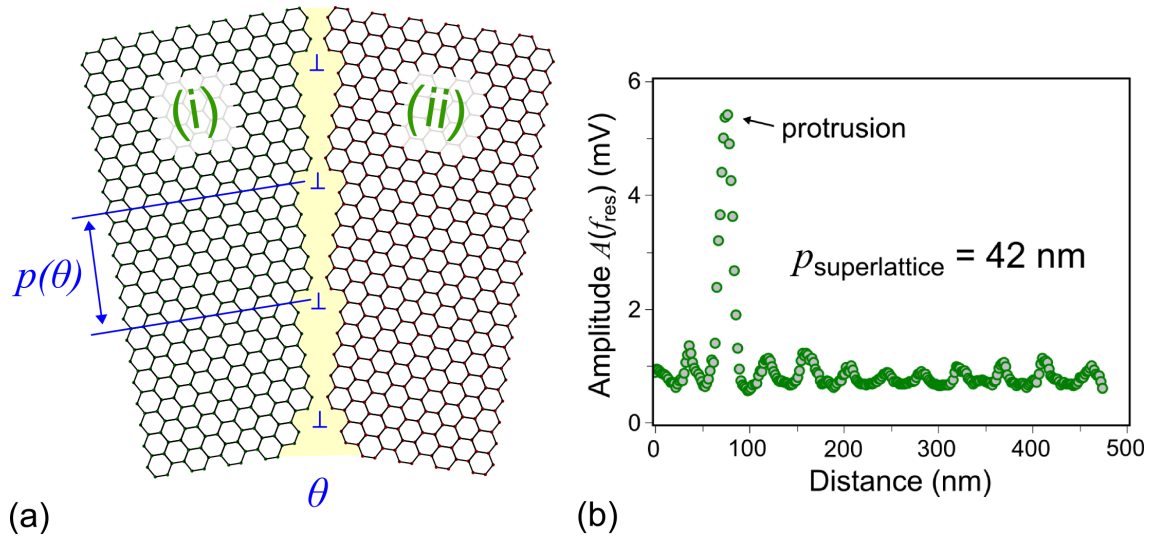 (i)
(ii)
⊥
⊥
⊥
⊥
p(θ)
θ
(a)
6
4
2
0
Amplitude A(fres) (mV)
protrusion
psuperlattice = 42 nm
0
100
200
300
400
500
Distance (nm)
(b)